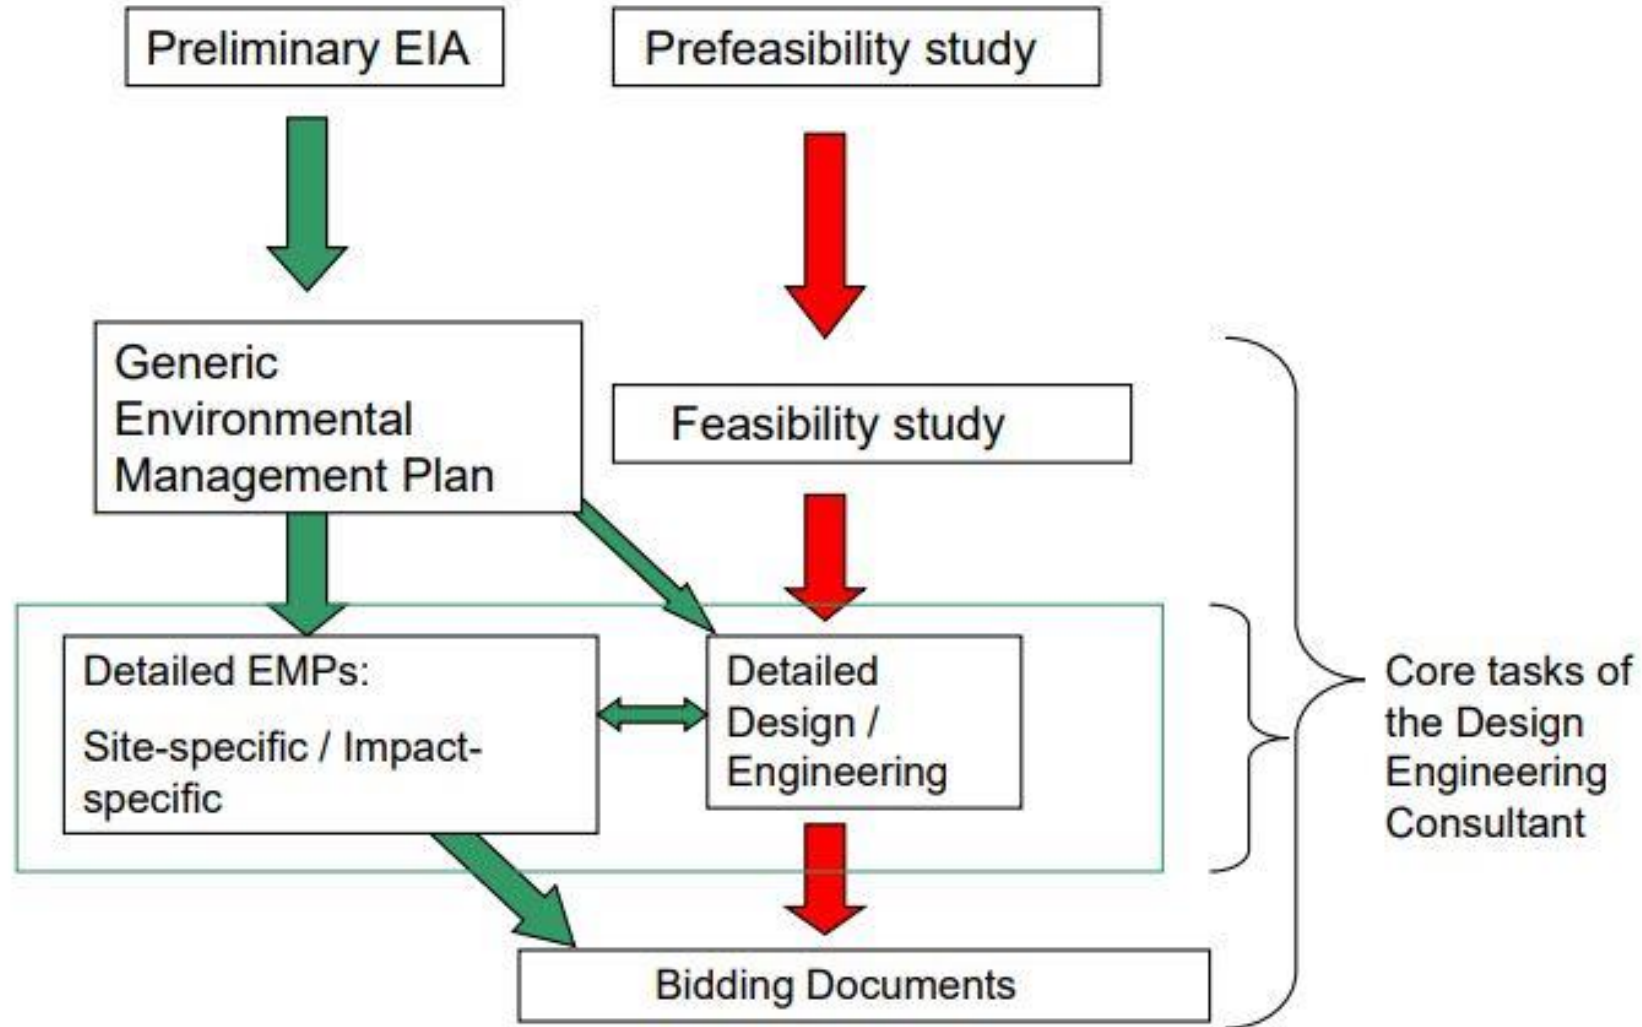 Preliminary EIA
Prefeasibility study
Generic
Environmental
Management Plan
Feasibility study
Detailed EMPs:
Site-specific / Impact-
specific
Detailed
Design /
Engineering
Core tasks of
the Design
Engineering
Consultant
Bidding Documents